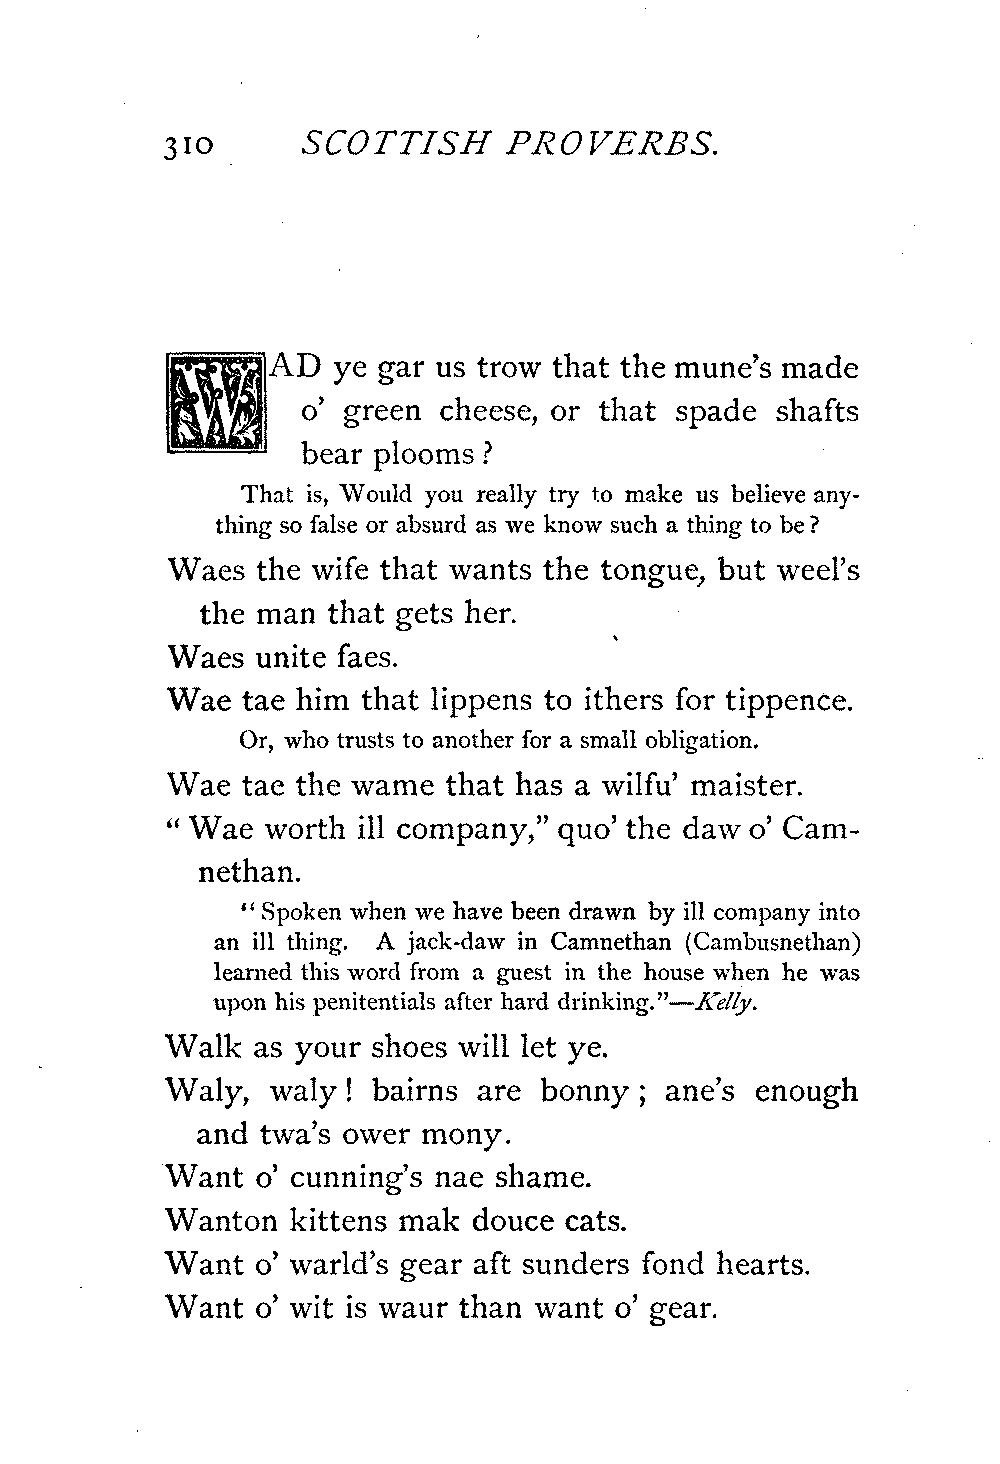 310 SCOTTISH PROVERBS.
WAD ye gar us trow that the mune's made
o' green cheese, or that spade shafts
bear plooms ?
That is, Would you really try to make us believe any-
thing so false or absurd as we know such a thing to be ?
Waes the wife that wants the tongue, but weel's
the man that gets her.
Waes unite faes.
Wae tae him that lippens to ithers for tippence.
Or, who trusts to another for a small obligation.
Wae tae the wame that has a wilfu' maister.
“ Wae worth ill company,” quo' the daw o' Cam-
nethan.
“ Spoken when we have been drawn by ill company into
an ill thing. A jack-daw in Camnethan (Cambusnethan)
learned this word from a guest in the house when he was
upon his penitentials after hard drinking.”—Kelly.
Walk as your shoes will let ye.
Waly, waly ! bairns are bonny ; ane's enough
and twa's ower mony.
Want o' cunning's nae shame.
Wanton kittens mak douce cats.
Want o' warld's gear aft sunders fond hearts.
Want o' wit is waur than want o' gear.